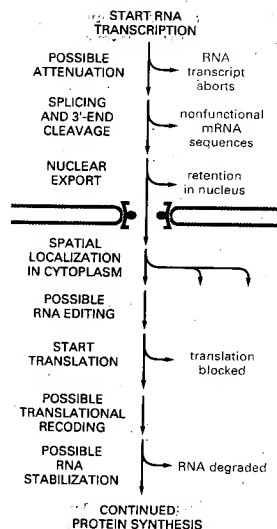 START RNA
TRANSCRIPTION
POSSIBLE
ATTENUATION
RNA
transcript
aborts
SPLICING
AND 3'-END
CLEAVAGE
nonfunctional
mRNA
sequences
NUCLEAR
EXPORT
retention
in nucleus
SPATIAL
LOCALIZATION
IN CYTOPLASM
POSSIBLE
RNA EDITING
START
TRANSLATION
translation
blocked
POSSIBLE
TRANSLATIONAL
RECODING
POSSIBLE
RNA
STABILIZATION
RNA degraded
CONTINUED
PROTEIN SYNTHESIS